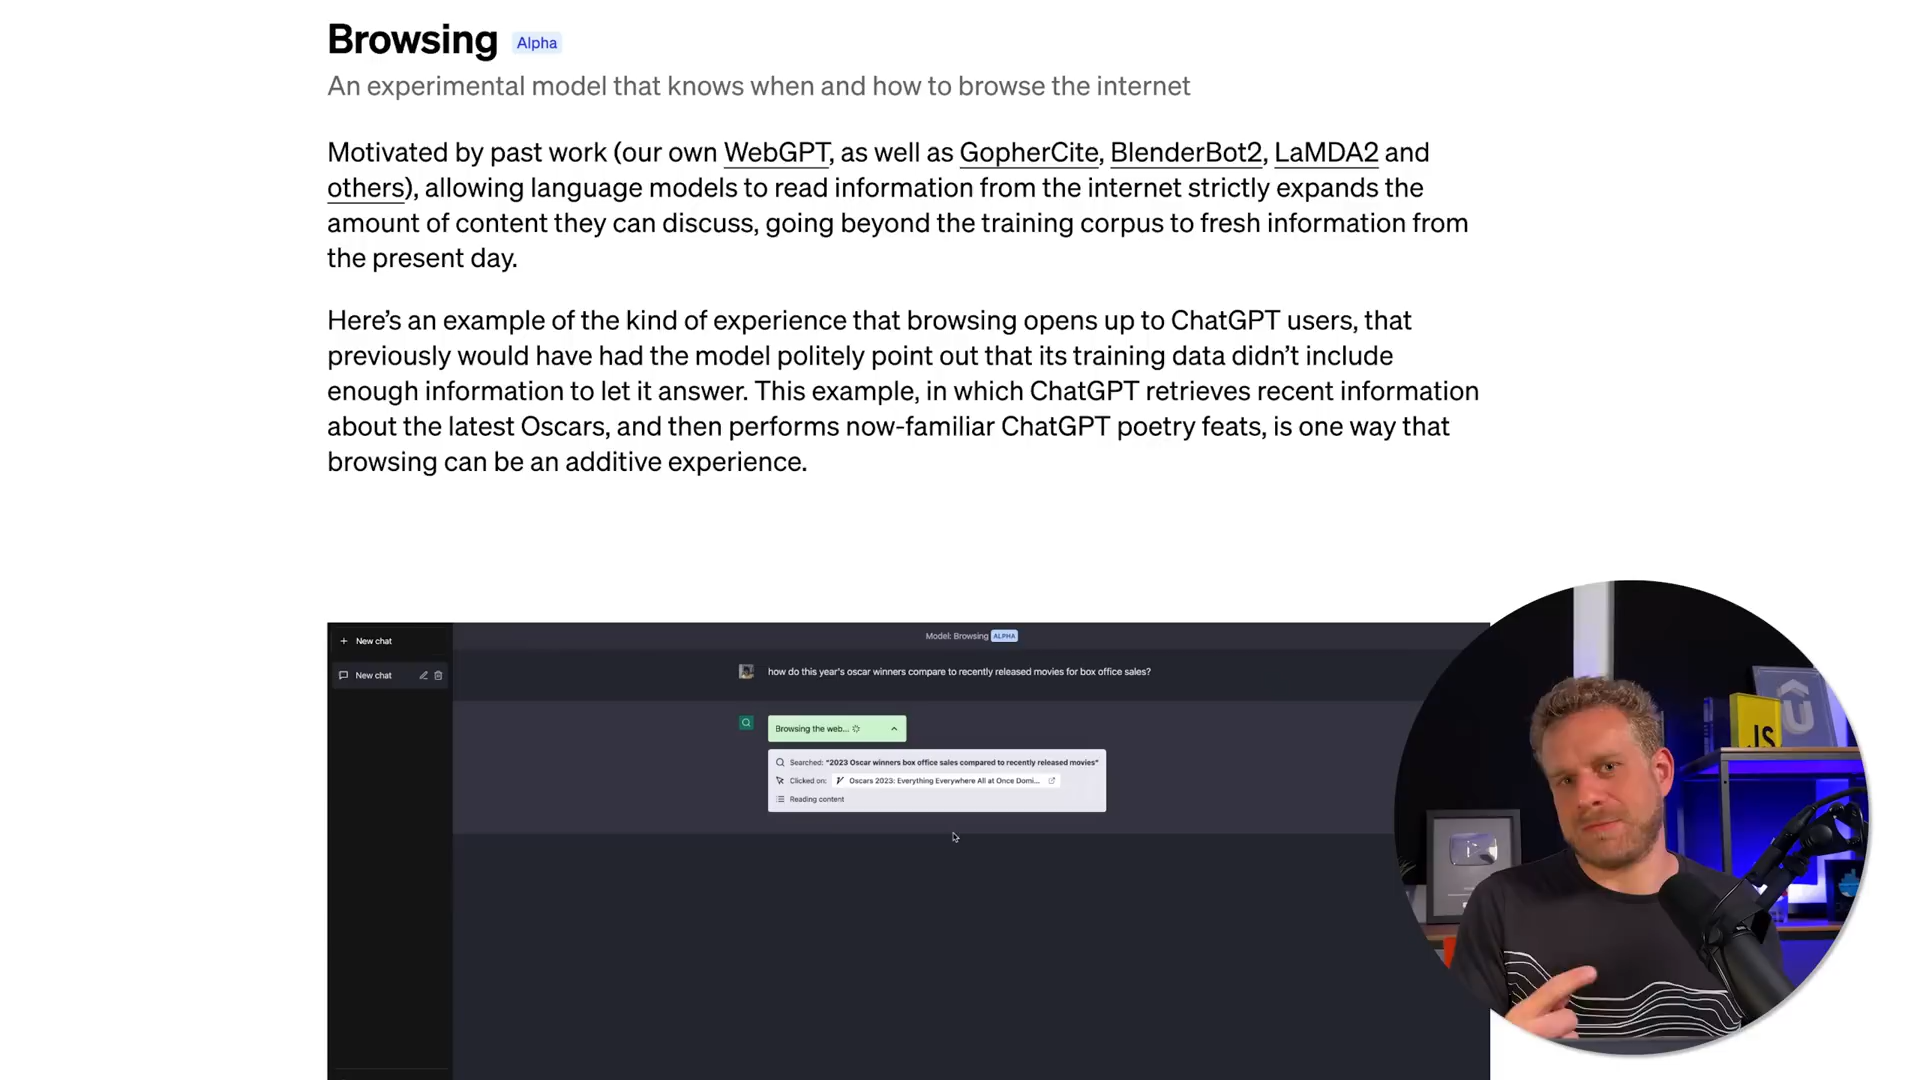 Browsing Alpha
An experimental model that knows when and how to browse the internet
Motivated by past work (our own WebGPT, as well as GopherCite, BlenderBot2, LaMDA2 and
others), allowing language models to read information from the internet strictly expands the
amount of content they can discuss, going beyond the training corpus to fresh information from
the present day.
Here’s an example of the kind of experience that browsing opens up to ChatGPT users, that
previously would have had the model politely point out that its training data didn’t include
enough information to let it answer. This example, in which ChatGPT retrieves recent information
about the latest Oscars, and then performs now-familiar ChatGPT poetry feats, is one way that
browsing can be an additive experience.
+ New chat
New chat
Model: Browsing ALPHA
how do this year's oscar winners compare to recently released movies for box office sales?
Browsing the web...
Searched: "2023 Oscar winners box office sales compared to recently released movies"
Clicked on: Oscars 2023: Everything Everywhere All at Once Domi...
Reading content
JS